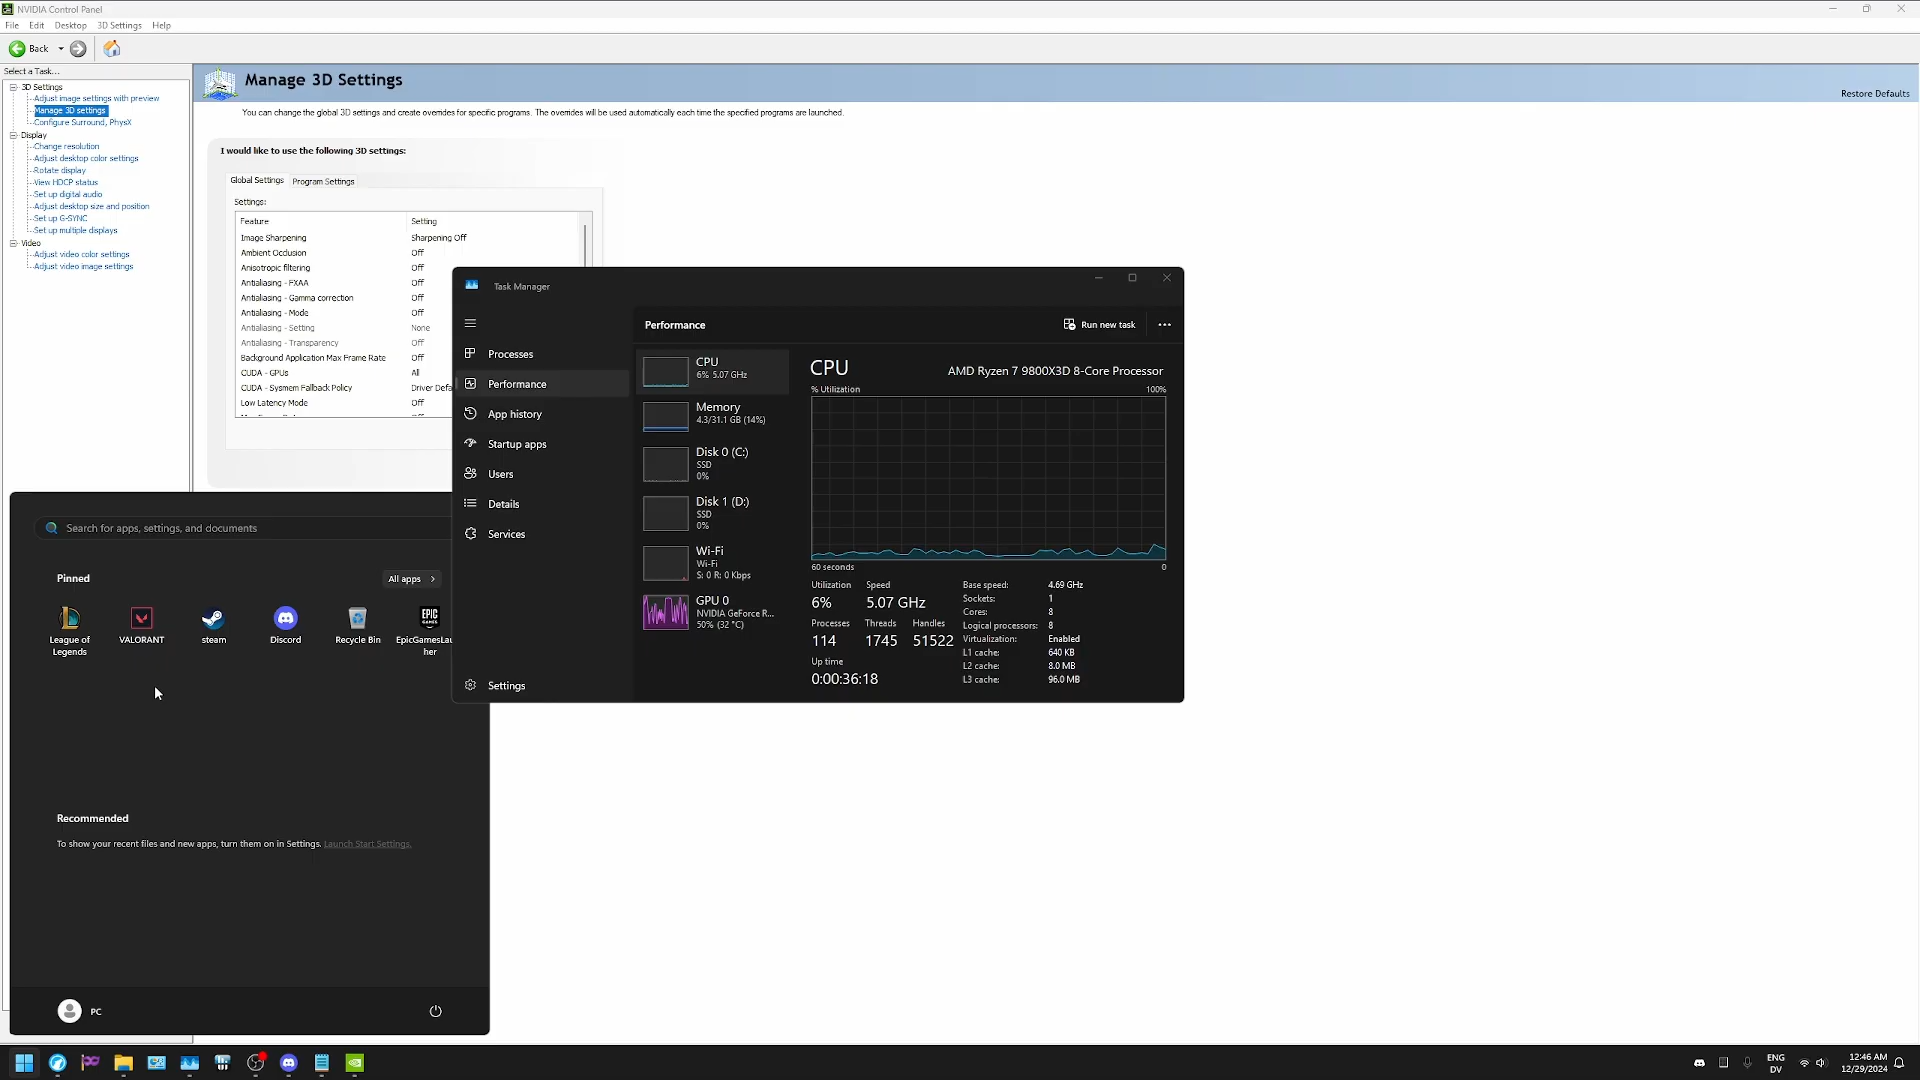 NVIDIA Control Panel
File Edit Desktop 3D Settings Help
Back
Select a Task...
3D Settings
Adjust image settings with preview
Manage 3D settings
Configure Surround, PhysX
Display
Change resolution
Adjust desktop color settings
Rotate display
View HDCP status
Set up digital audio
Adjust desktop size and position
Set up G-SYNC
Set up multiple displays
Video
Adjust video color settings
Adjust video image settings
Manage 3D Settings
Restore Defaults
You can change the global 3D settings and create overrides for specific programs. The overrides will be used automatically each time the specified programs are launched.
I would like to use the following 3D settings:
Global Settings Program Settings
Settings:
Feature Setting
Image Sharpening Sharpening Off
Ambient Occlusion Off
Anisotropic filtering Off
Antialiasing - FXAA Off
Antialiasing - Gamma correction Off
Antialiasing - Mode Off
Antialiasing - Setting None
Antialiasing - Transparency Off
Background Application Max Frame Rate Off
CUDA - GPUs All
CUDA - Sysmem Fallback Policy Driver Defa
Low Latency Mode Off
Task Manager
Processes
Performance
App history
Startup apps
Users
Details
Services
Settings
Performance
Run new task
CPU
6% 5.07 GHz
Memory
4.3/31.1 GB (14%)
Disk 0 (C:)
SSD
0%
Disk 1 (D:)
SSD
0%
Wi-Fi
Wi-Fi
S: 0 R: 0 Kbps
GPU 0
NVIDIA GeForce R...
50% (32 °C)
CPU AMD Ryzen 7 9800X3D 8-Core Processor
% Utilization 100%
60 seconds 0
Utilization Speed
6% 5.07 GHz
Processes Threads Handles
114 1745 51522
Up time
0:00:36:18
Base speed: 4.69 GHz
Sockets: 1
Cores: 8
Logical processors: 8
Virtualization: Enabled
L1 cache: 640 KB
L2 cache: 8.0 MB
L3 cache: 96.0 MB
Search for apps, settings, and documents
Pinned All apps
League of Legends
VALORANT
steam
Discord
Recycle Bin
EPIC GAMES
EpicGamesLau
her
Recommended
To show your recent files and new apps, turn them on in Settings. Launch Start Settings.
PC
ENG
DV
12:46 AM
12/29/2024